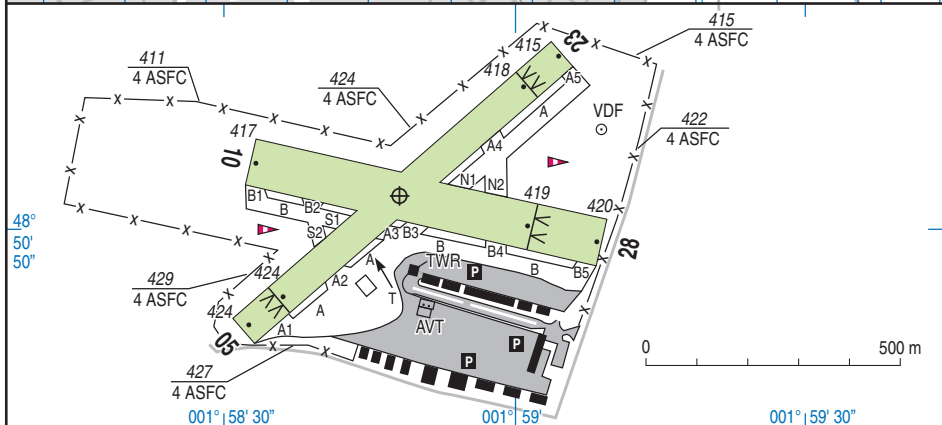 415
4 ASFC
23
415
411
4 ASFC
418
A5
424
4 ASFC
A
VDF
422
4 ASFC
417
A4
10
N1
N2
B1
B
B2
S1
419
420
48°
50'
50”
S2
A3
B3
B
B4
28
A
TWR
B
B5
429
4 ASFC
424
A2
P
T
424
A
AVT
A1
05
P
P
0
500 m
427
4 ASFC
001° 58' 30”
001° 59'
001° 59' 30”